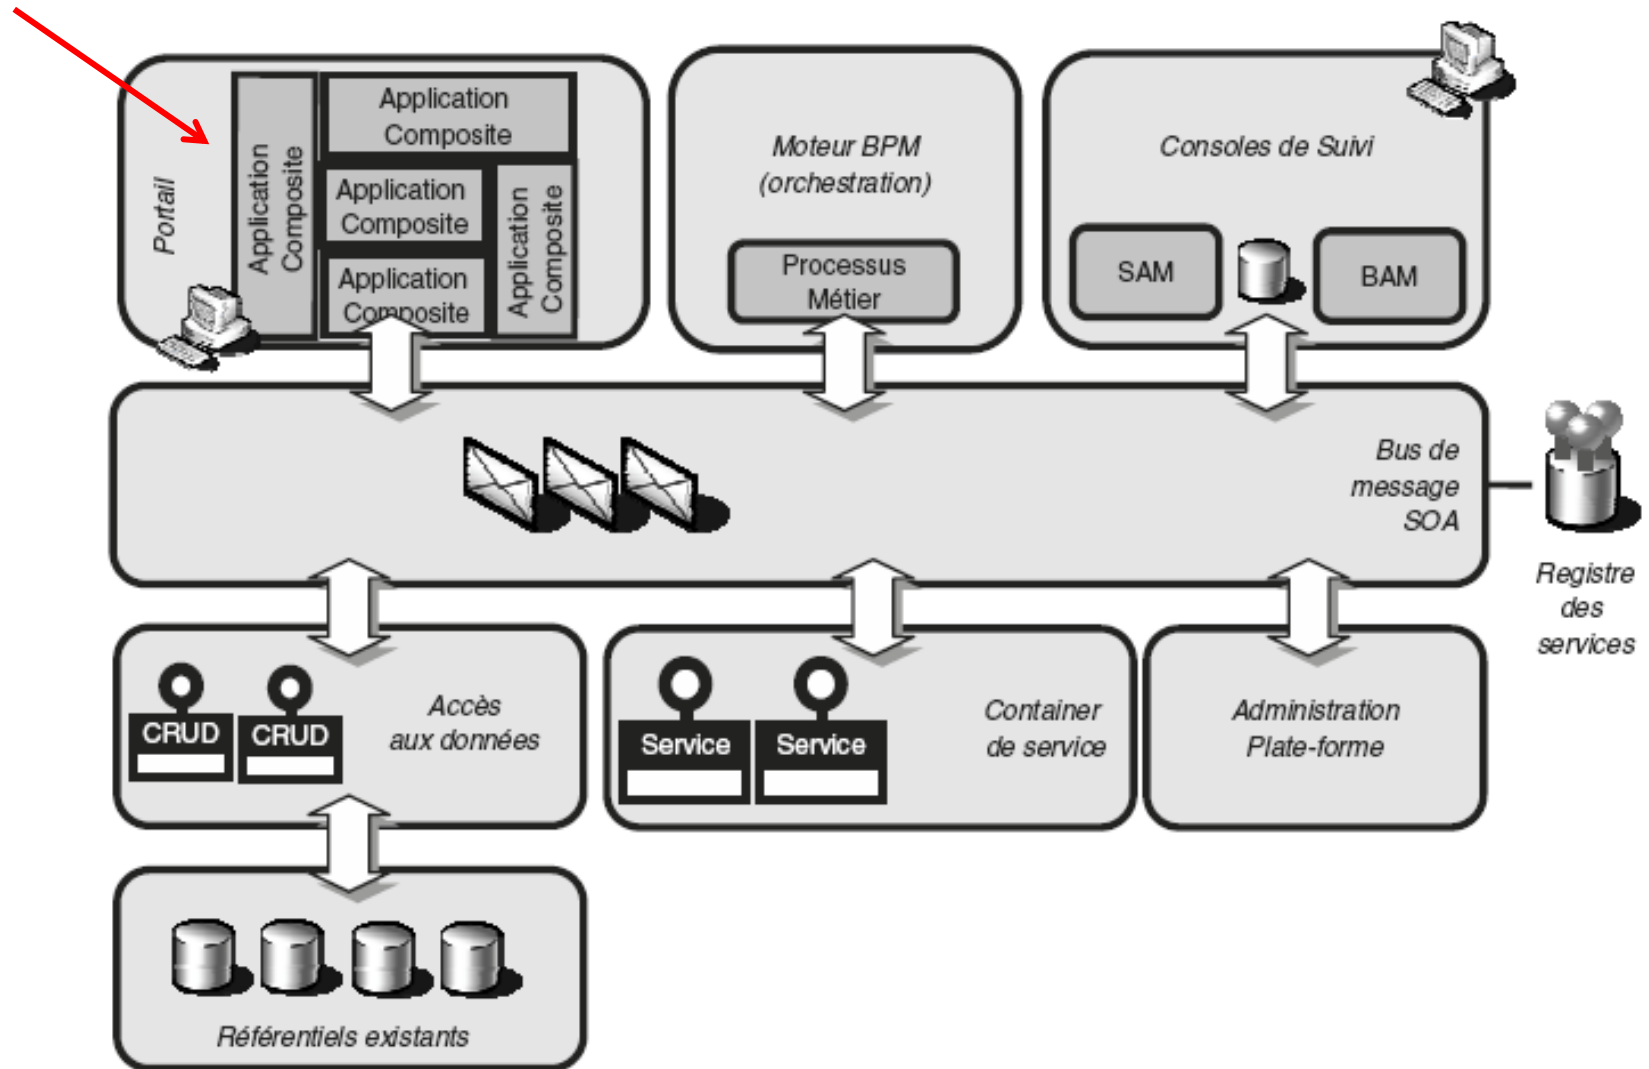 Portail
Application
Composite
Application
Composite
Application
Composite
Application
Composite
Application
Composite
Moteur BPM
(orchestration)
Processus
Métier
Consoles de Suivi
SAM
BAM
Bus de
message
SOA
Registre
des
services
CRUD
CRUD
Accès
aux données
Service
Service
Container
de service
Administration
Plate-forme
Référentiels existants